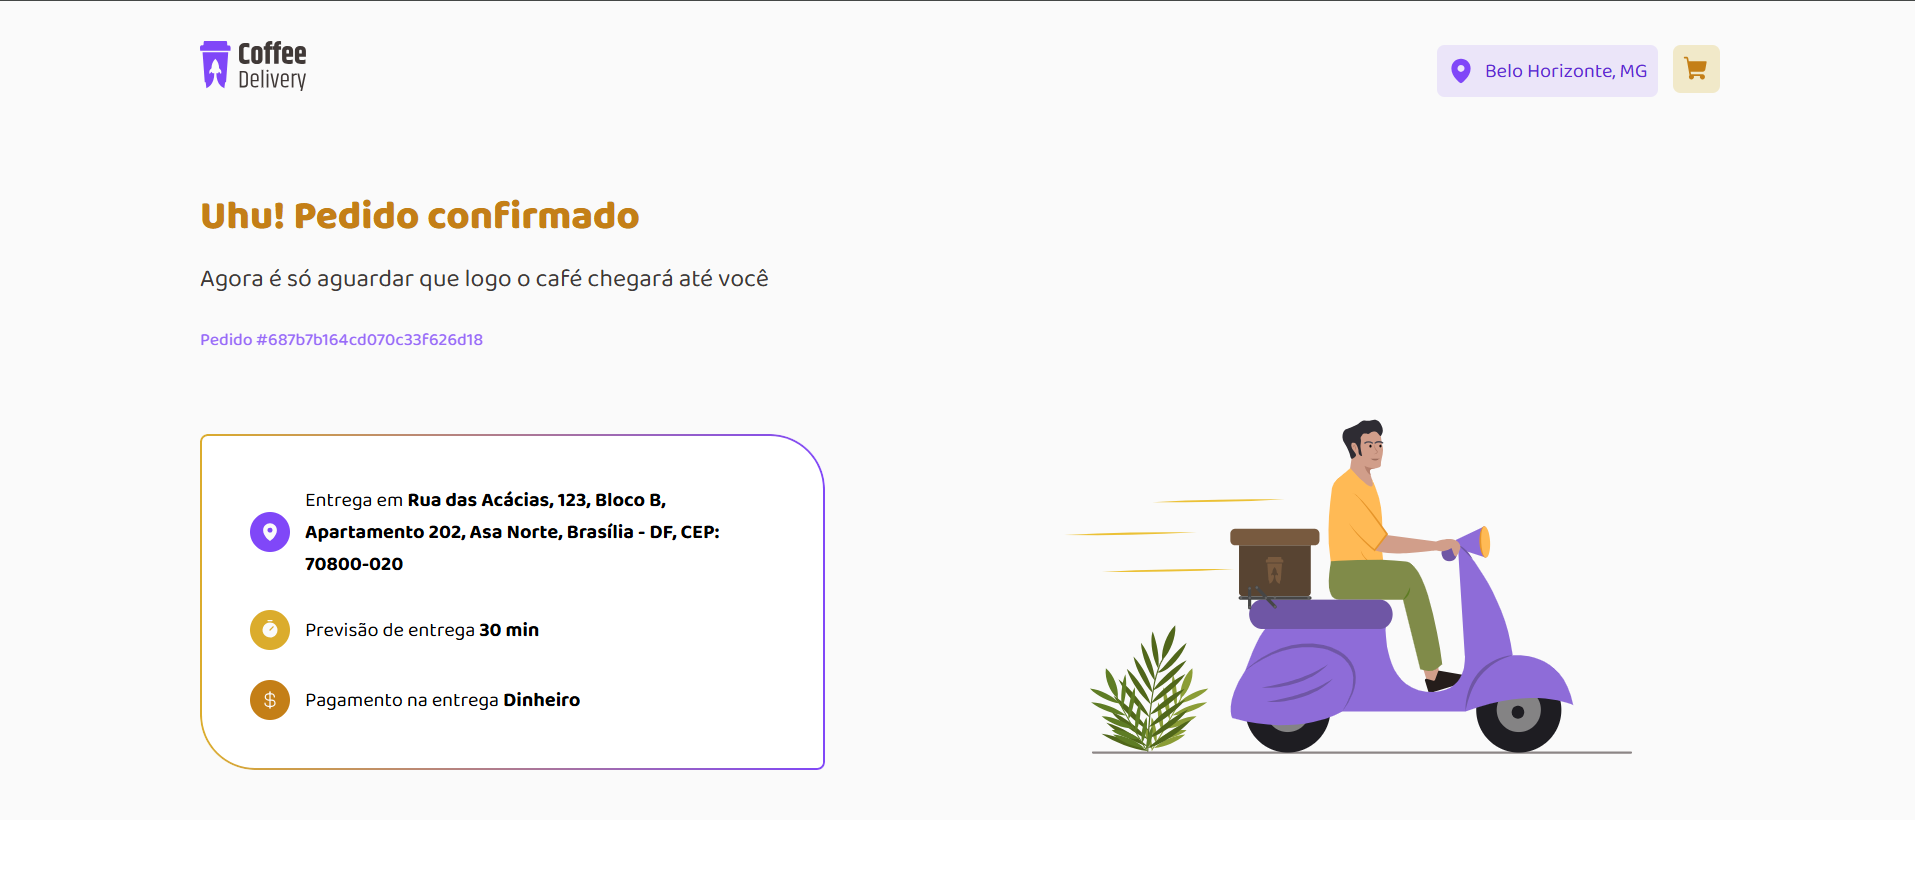 Coffee
Delivery
Belo Horizonte, MG
Uhu! Pedido confirmado
Agora é só aguardar que logo o café chegará até você
Pedido #687b7b164cd070c33f626d18
Entrega em Rua das Acácias, 123, Bloco B,
Apartamento 202, Asa Norte, Brasília - DF, CEP:
70800-020
Previsão de entrega 30 min
Pagamento na entrega Dinheiro